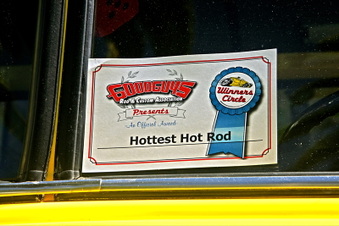 GOODGUYS
Rod & Custom Association
Presents
An Official Award
Winners
Circle
Hottest Hot Rod